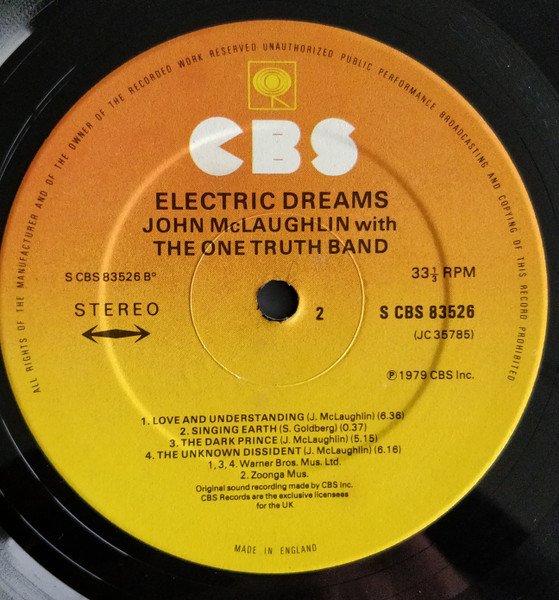 ALL RIGHTS OF THE MANUFACTURER AND OF THE OWNER OF THE RECORDED WORK RESERVED UNAUTHORIZED PUBLIC PERFORMANCE BROADCASTING AND COPYING OF THIS RECORD PROHIBITED
CBS
ELECTRIC DREAMS
JOHN McLAUGHLIN with
THE ONE TRUTH BAND
S CBS 83526 B°
33⅓ RPM
STEREO
2
S CBS 83526
(JC 35785)
℗ 1979 CBS Inc.
1. LOVE AND UNDERSTANDING (J. McLaughlin) (6.36)
2. SINGING EARTH (S. Goldberg) (0.37)
3. THE DARK PRINCE (J. McLaughlin) (5.15)
4. THE UNKNOWN DISSIDENT (J. McLaughlin) (6.16)
1, 3, 4. Warner Bros. Mus. Ltd.
2. Zoonga Mus.
Original sound recording made by CBS Inc.
CBS Records are the exclusive licensees
for the UK
MADE IN ENGLAND